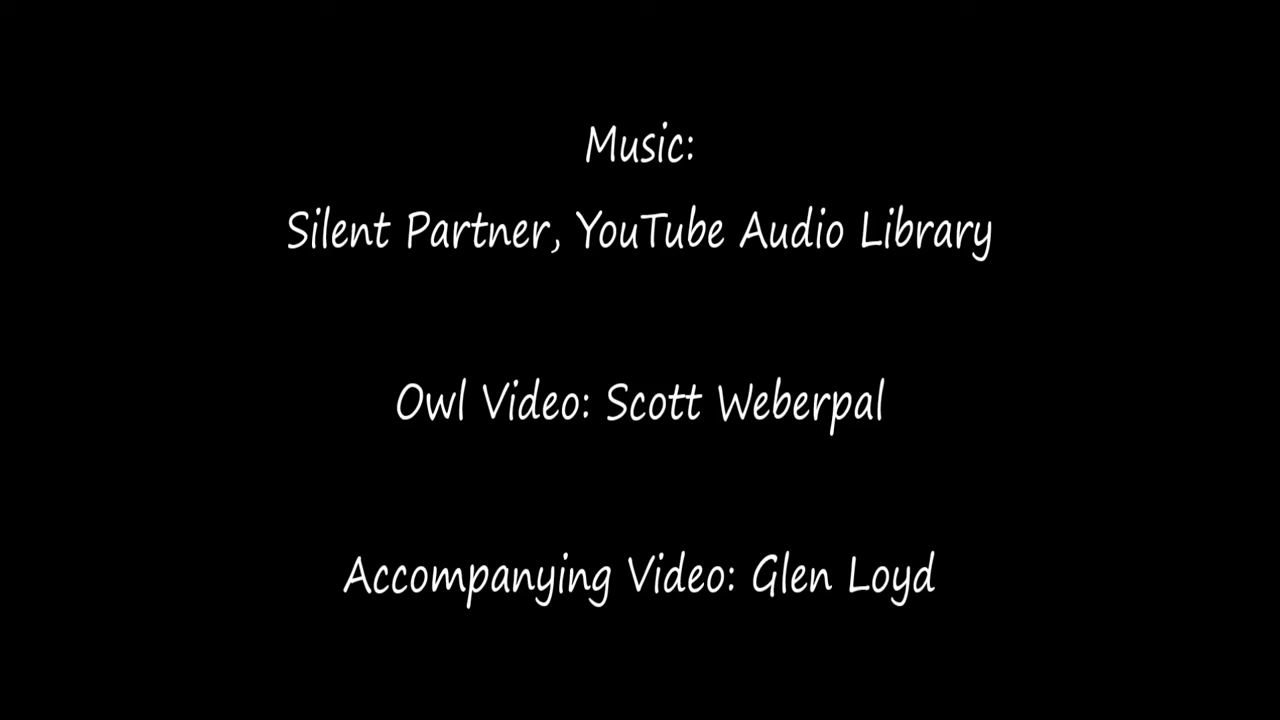 Music:
Silent Partner, YouTube Audio Library
Owl Video: Scott Weberpal
Accompanying Video: Glen Loyd